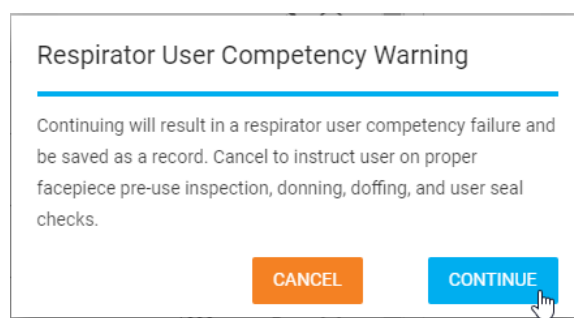 Respirator User Competency Warning
Continuing will result in a respirator user competency failure and
be saved as a record. Cancel to instruct user on proper
facepiece pre-use inspection, donning, doffing, and user seal
checks.
CANCEL
CONTINUE